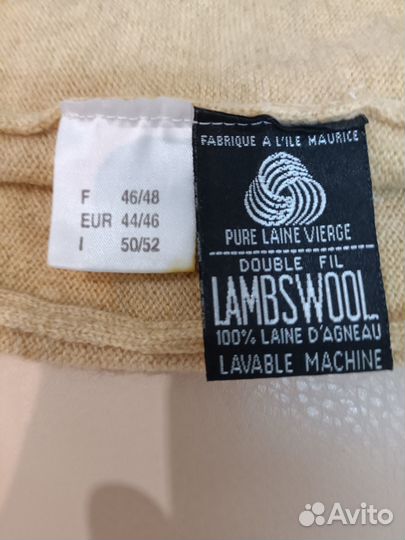 F 46/48
EUR 44/46
I 50/52
FABRIQUE A L'ILE MAURICE
PURE LAINE VIERGE
DOUBLE FIL
LAMBSWOOL
100% LAINE D'AGNEAU
LAVABLE MACHINE
Avito